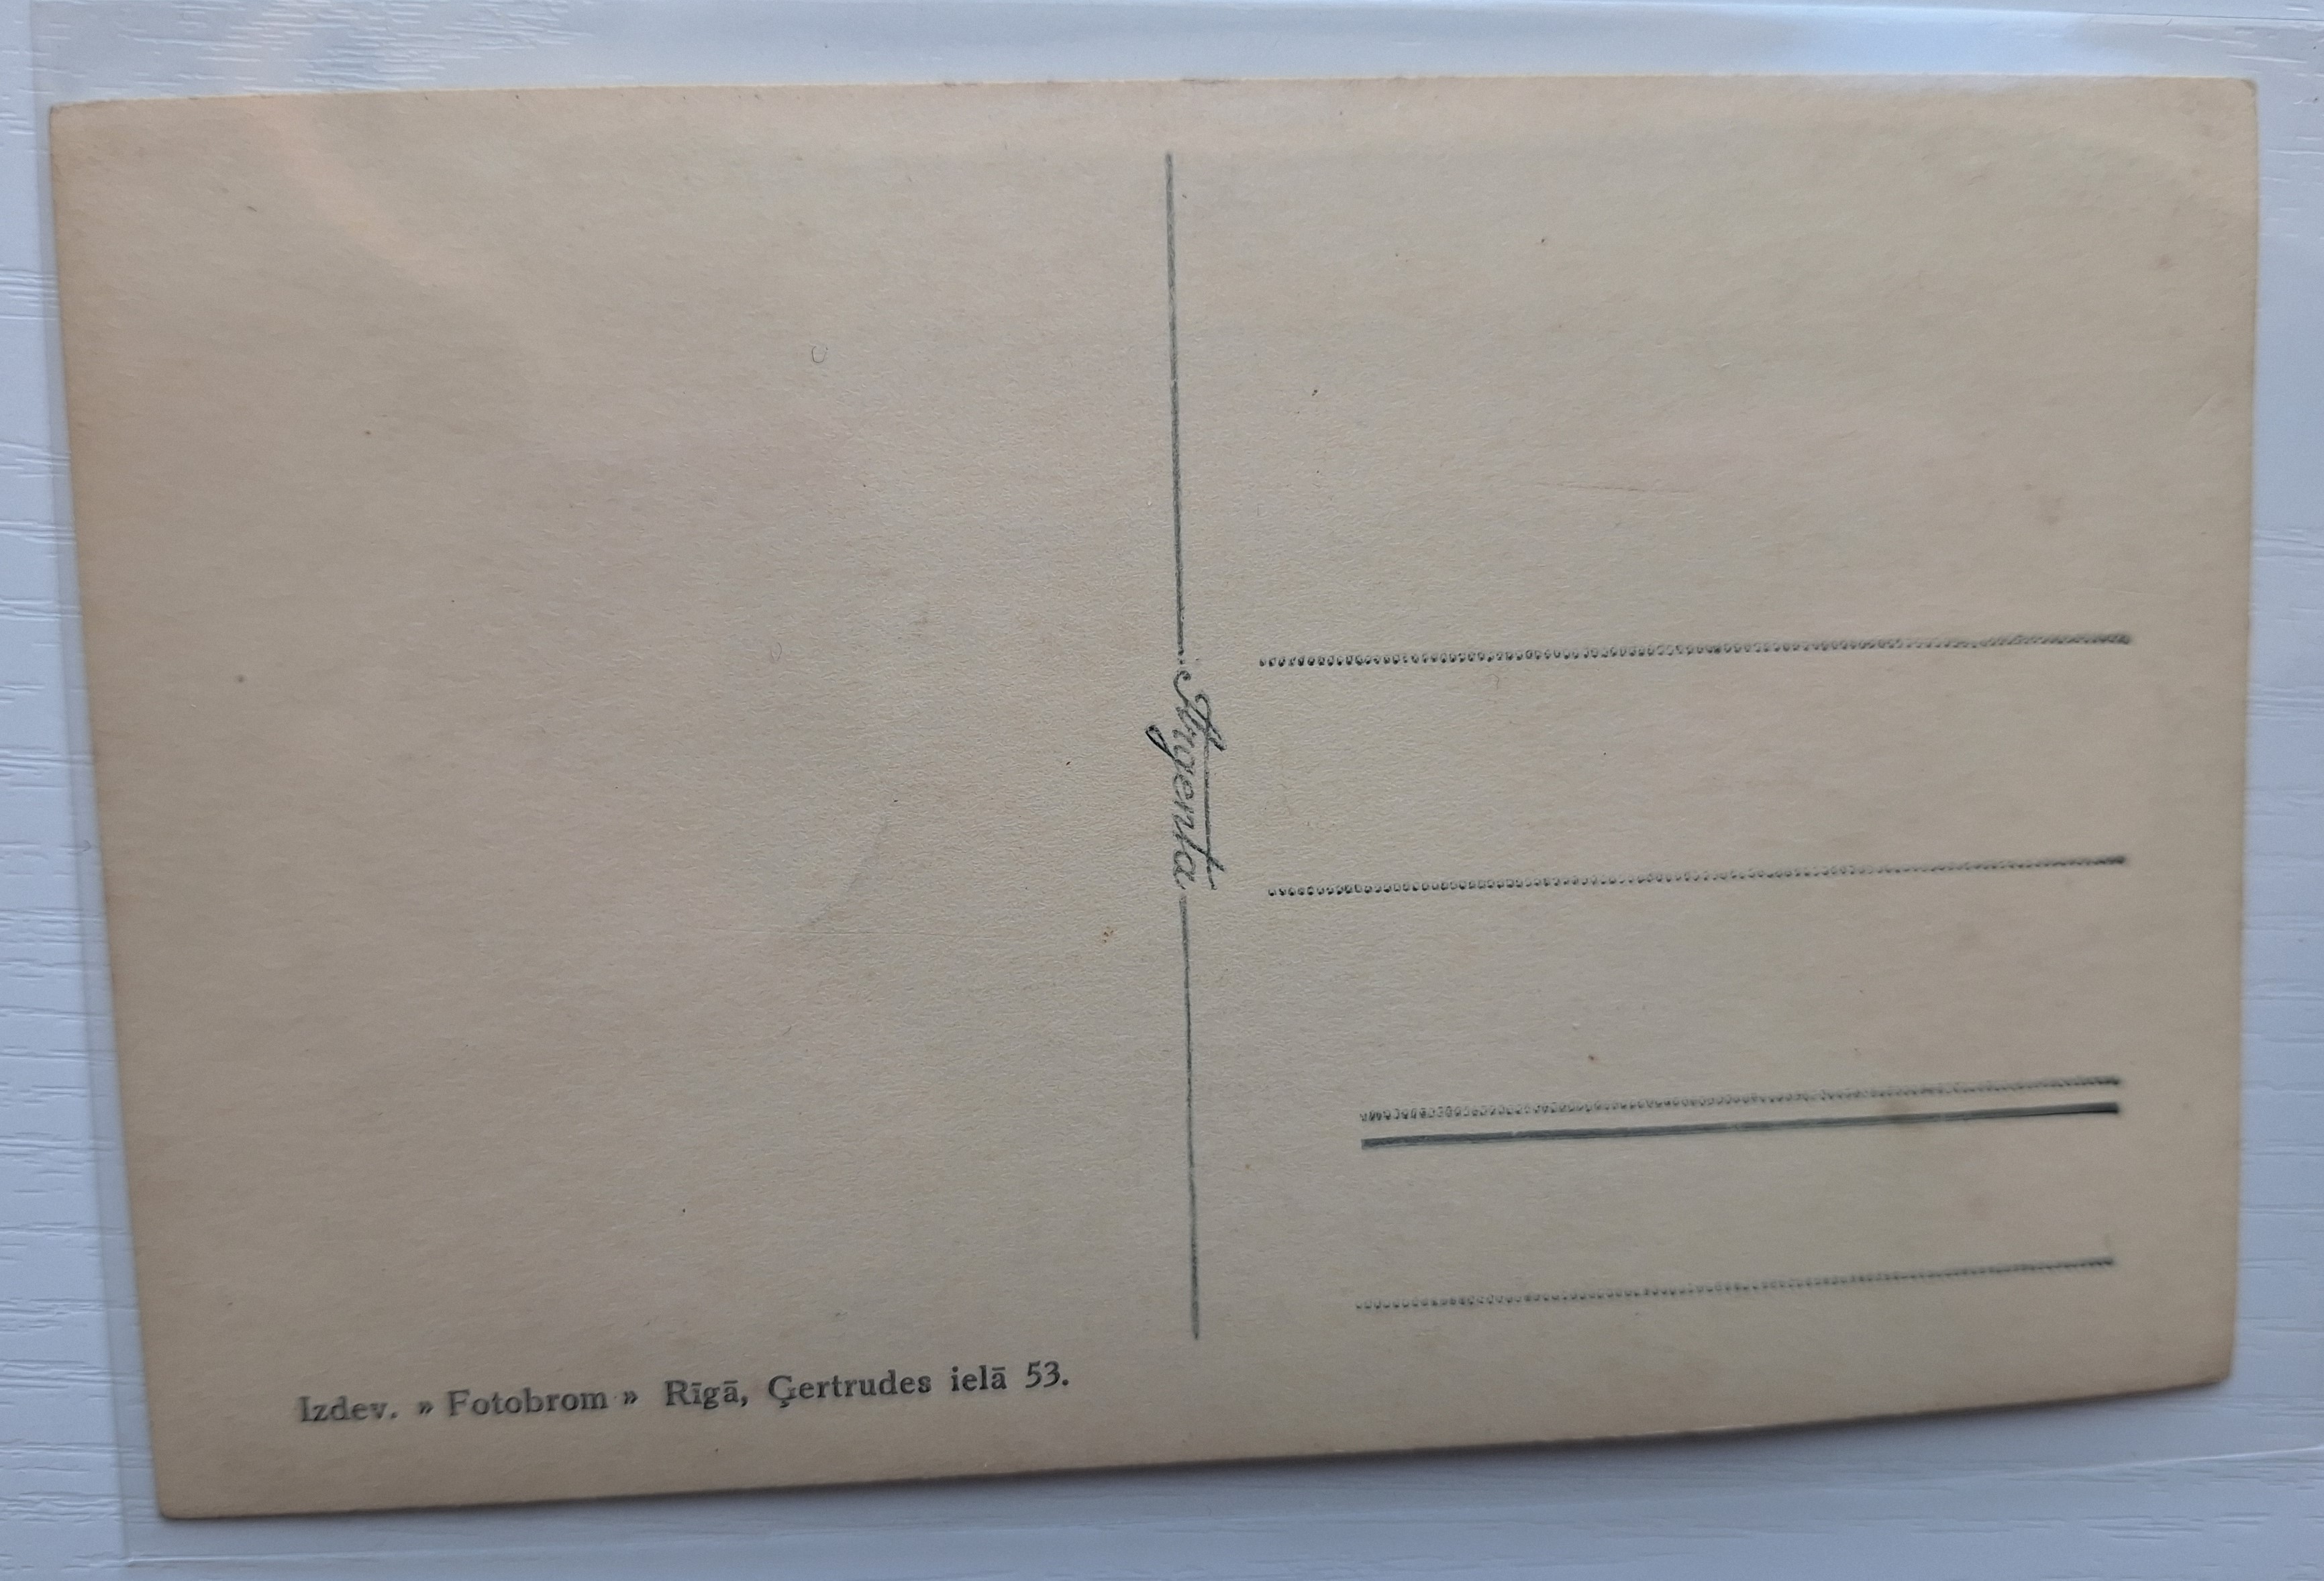 Argenta
Izdev. » Fotobrom » Rīgā, Ģertrudes ielā 53.